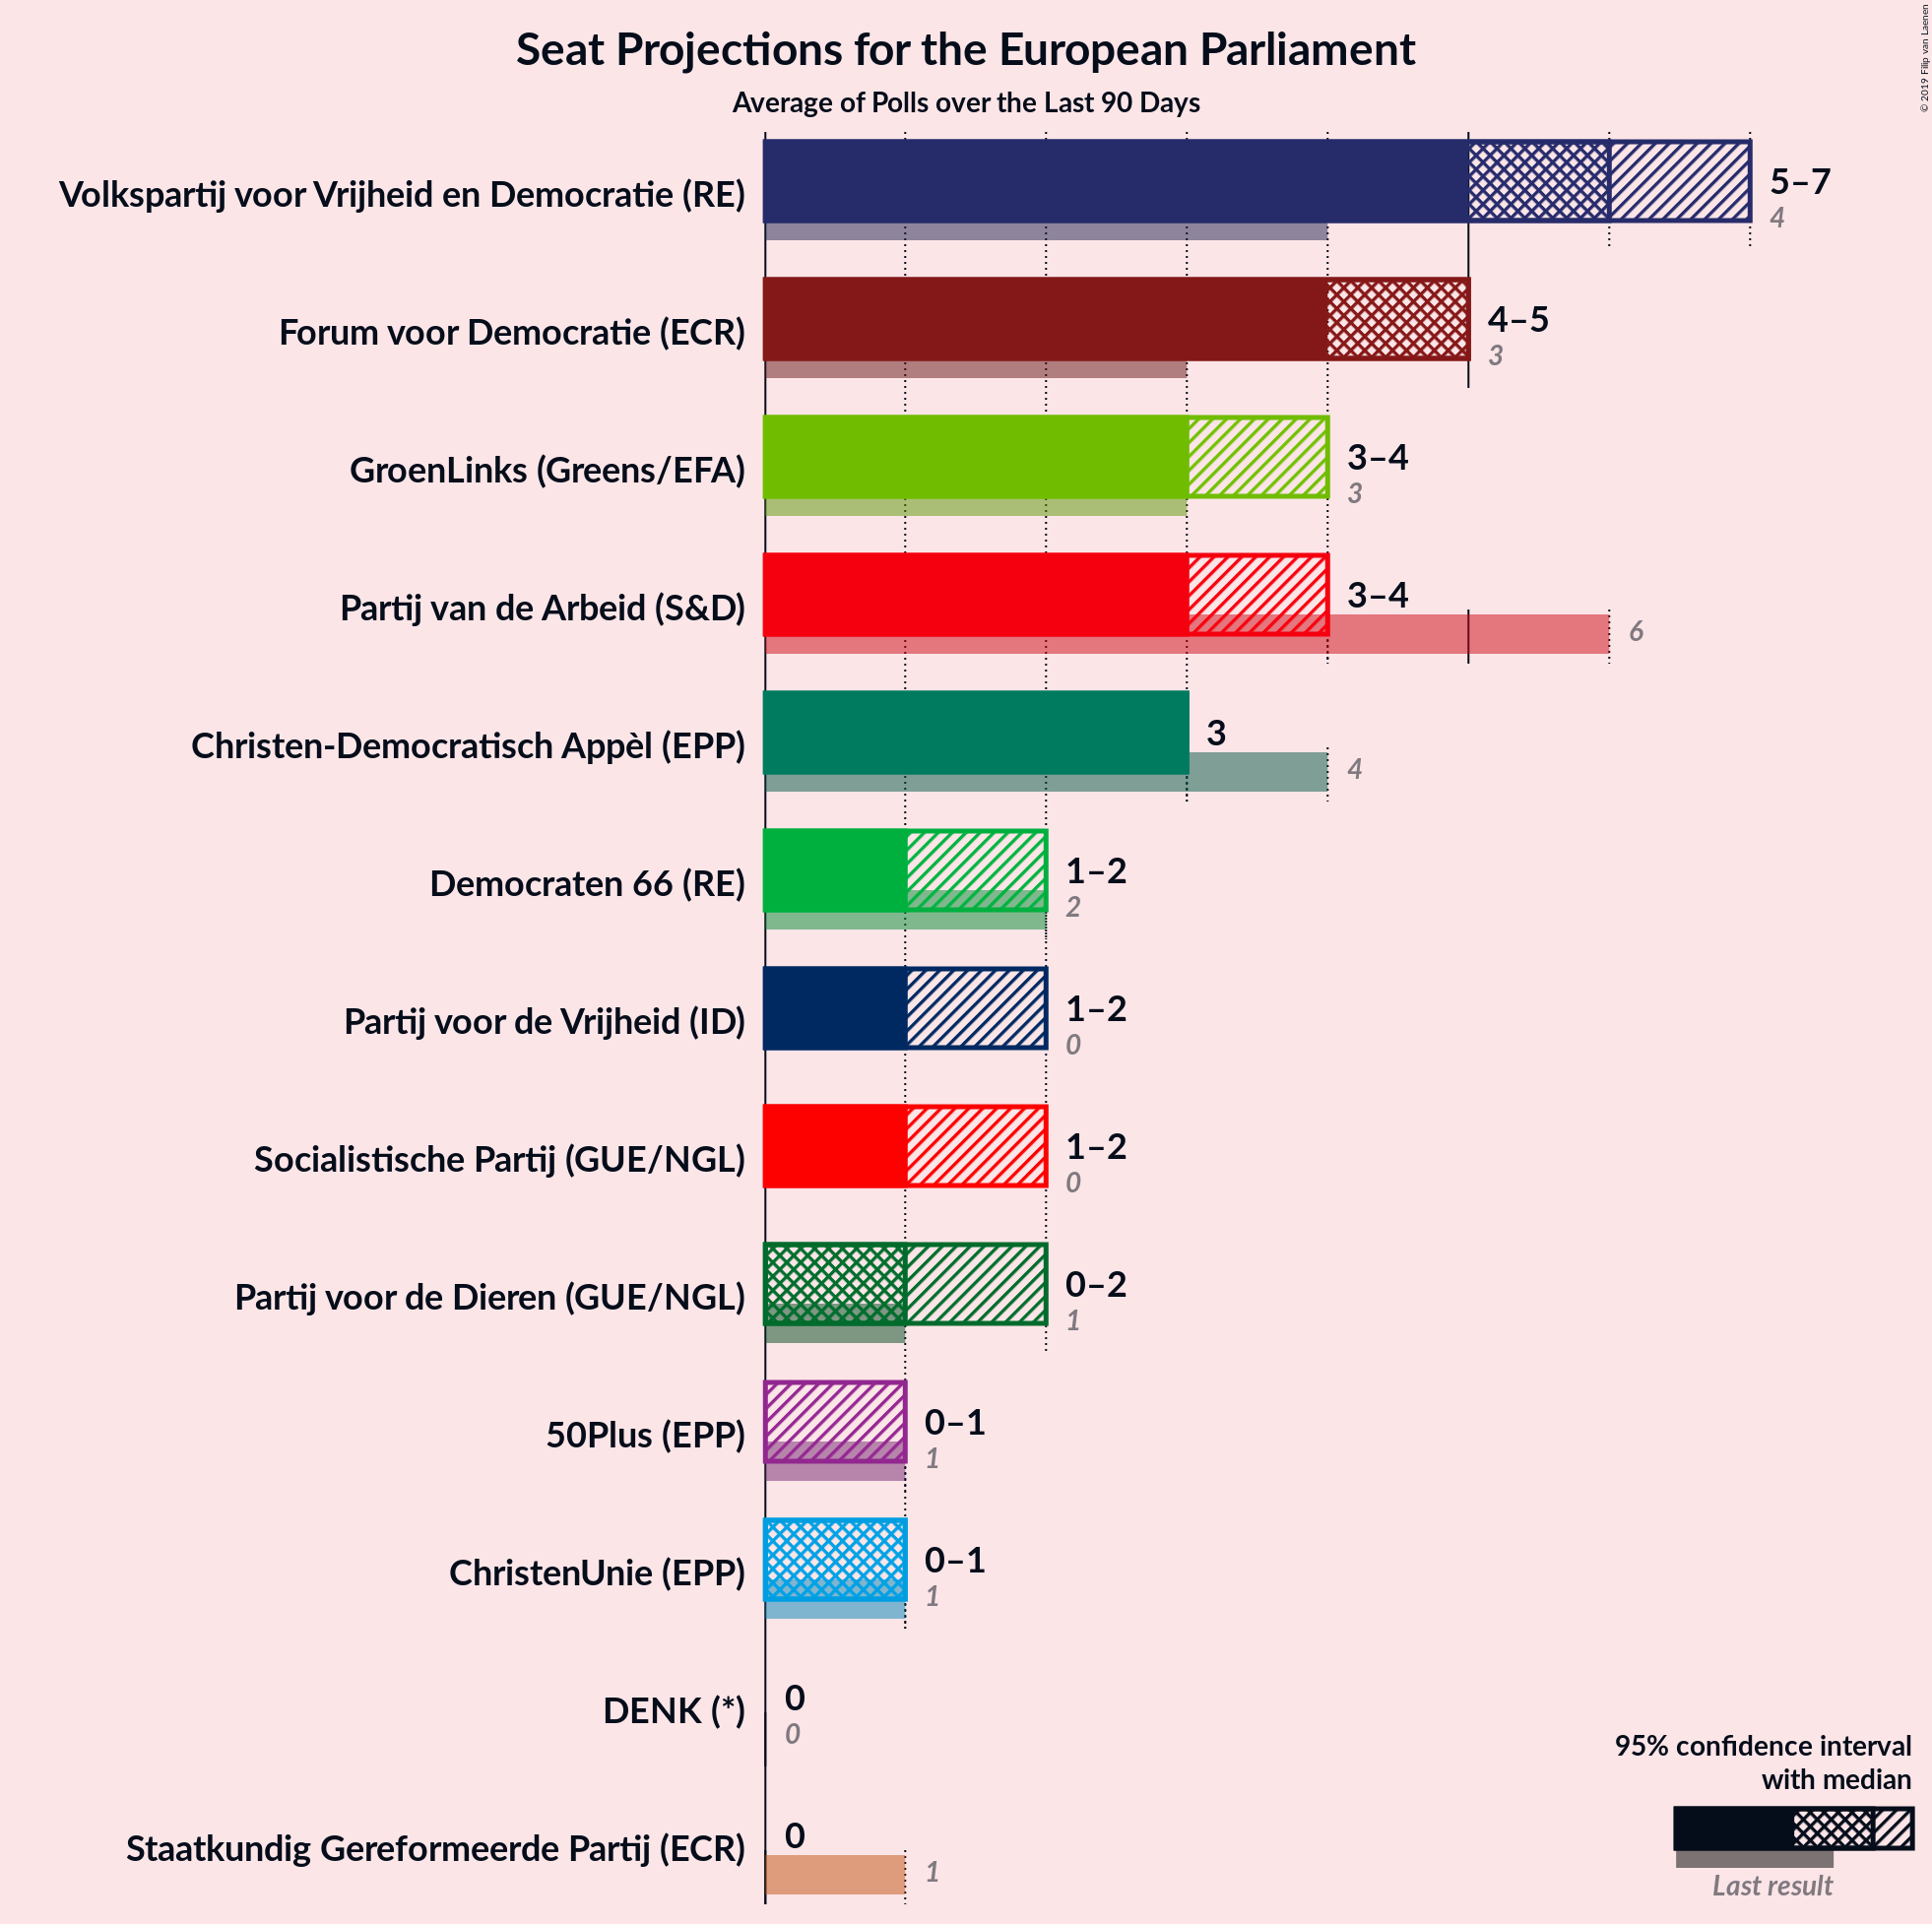 Seat Projections for the European Parliament
Average of Polls over the Last 90 Days
© 2019 Filip van Laenen
Volkspartij voor Vrijheid en Democratie (RE)
5–7
4
Forum voor Democratie (ECR)
4–5
3
GroenLinks (Greens/EFA)
3–4
3
Partij van de Arbeid (S&D)
3–4
6
Christen-Democratisch Appèl (EPP)
3
4
Democraten 66 (RE)
1–2
2
Partij voor de Vrijheid (ID)
1–2
0
Socialistische Partij (GUE/NGL)
1–2
0
Partij voor de Dieren (GUE/NGL)
0–2
1
50Plus (EPP)
0–1
1
ChristenUnie (EPP)
0–1
1
DENK (*)
0
0
Staatkundig Gereformeerde Partij (ECR)
0
1
95% confidence interval
with median
Last result